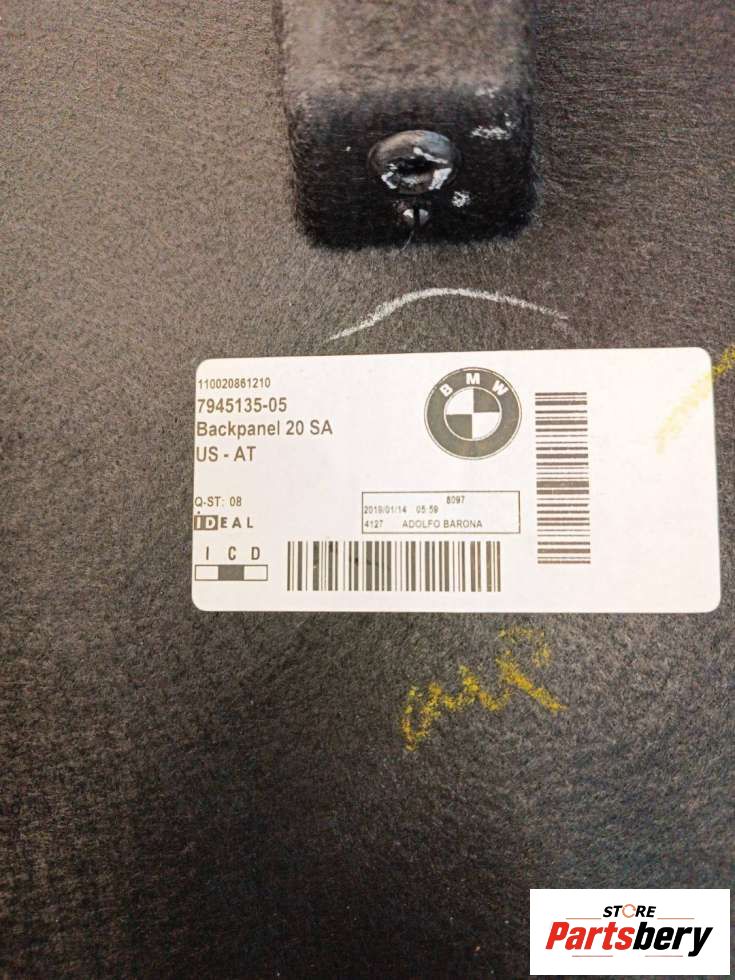 110020861210
7945135-05
Backpanel 20 SA
US - AT
BMW
Q-ST: 08
IDEAL
I C D
8097
2019/01/14 05:59
4127 ADOLFO BARONA
STORE
Partsbery